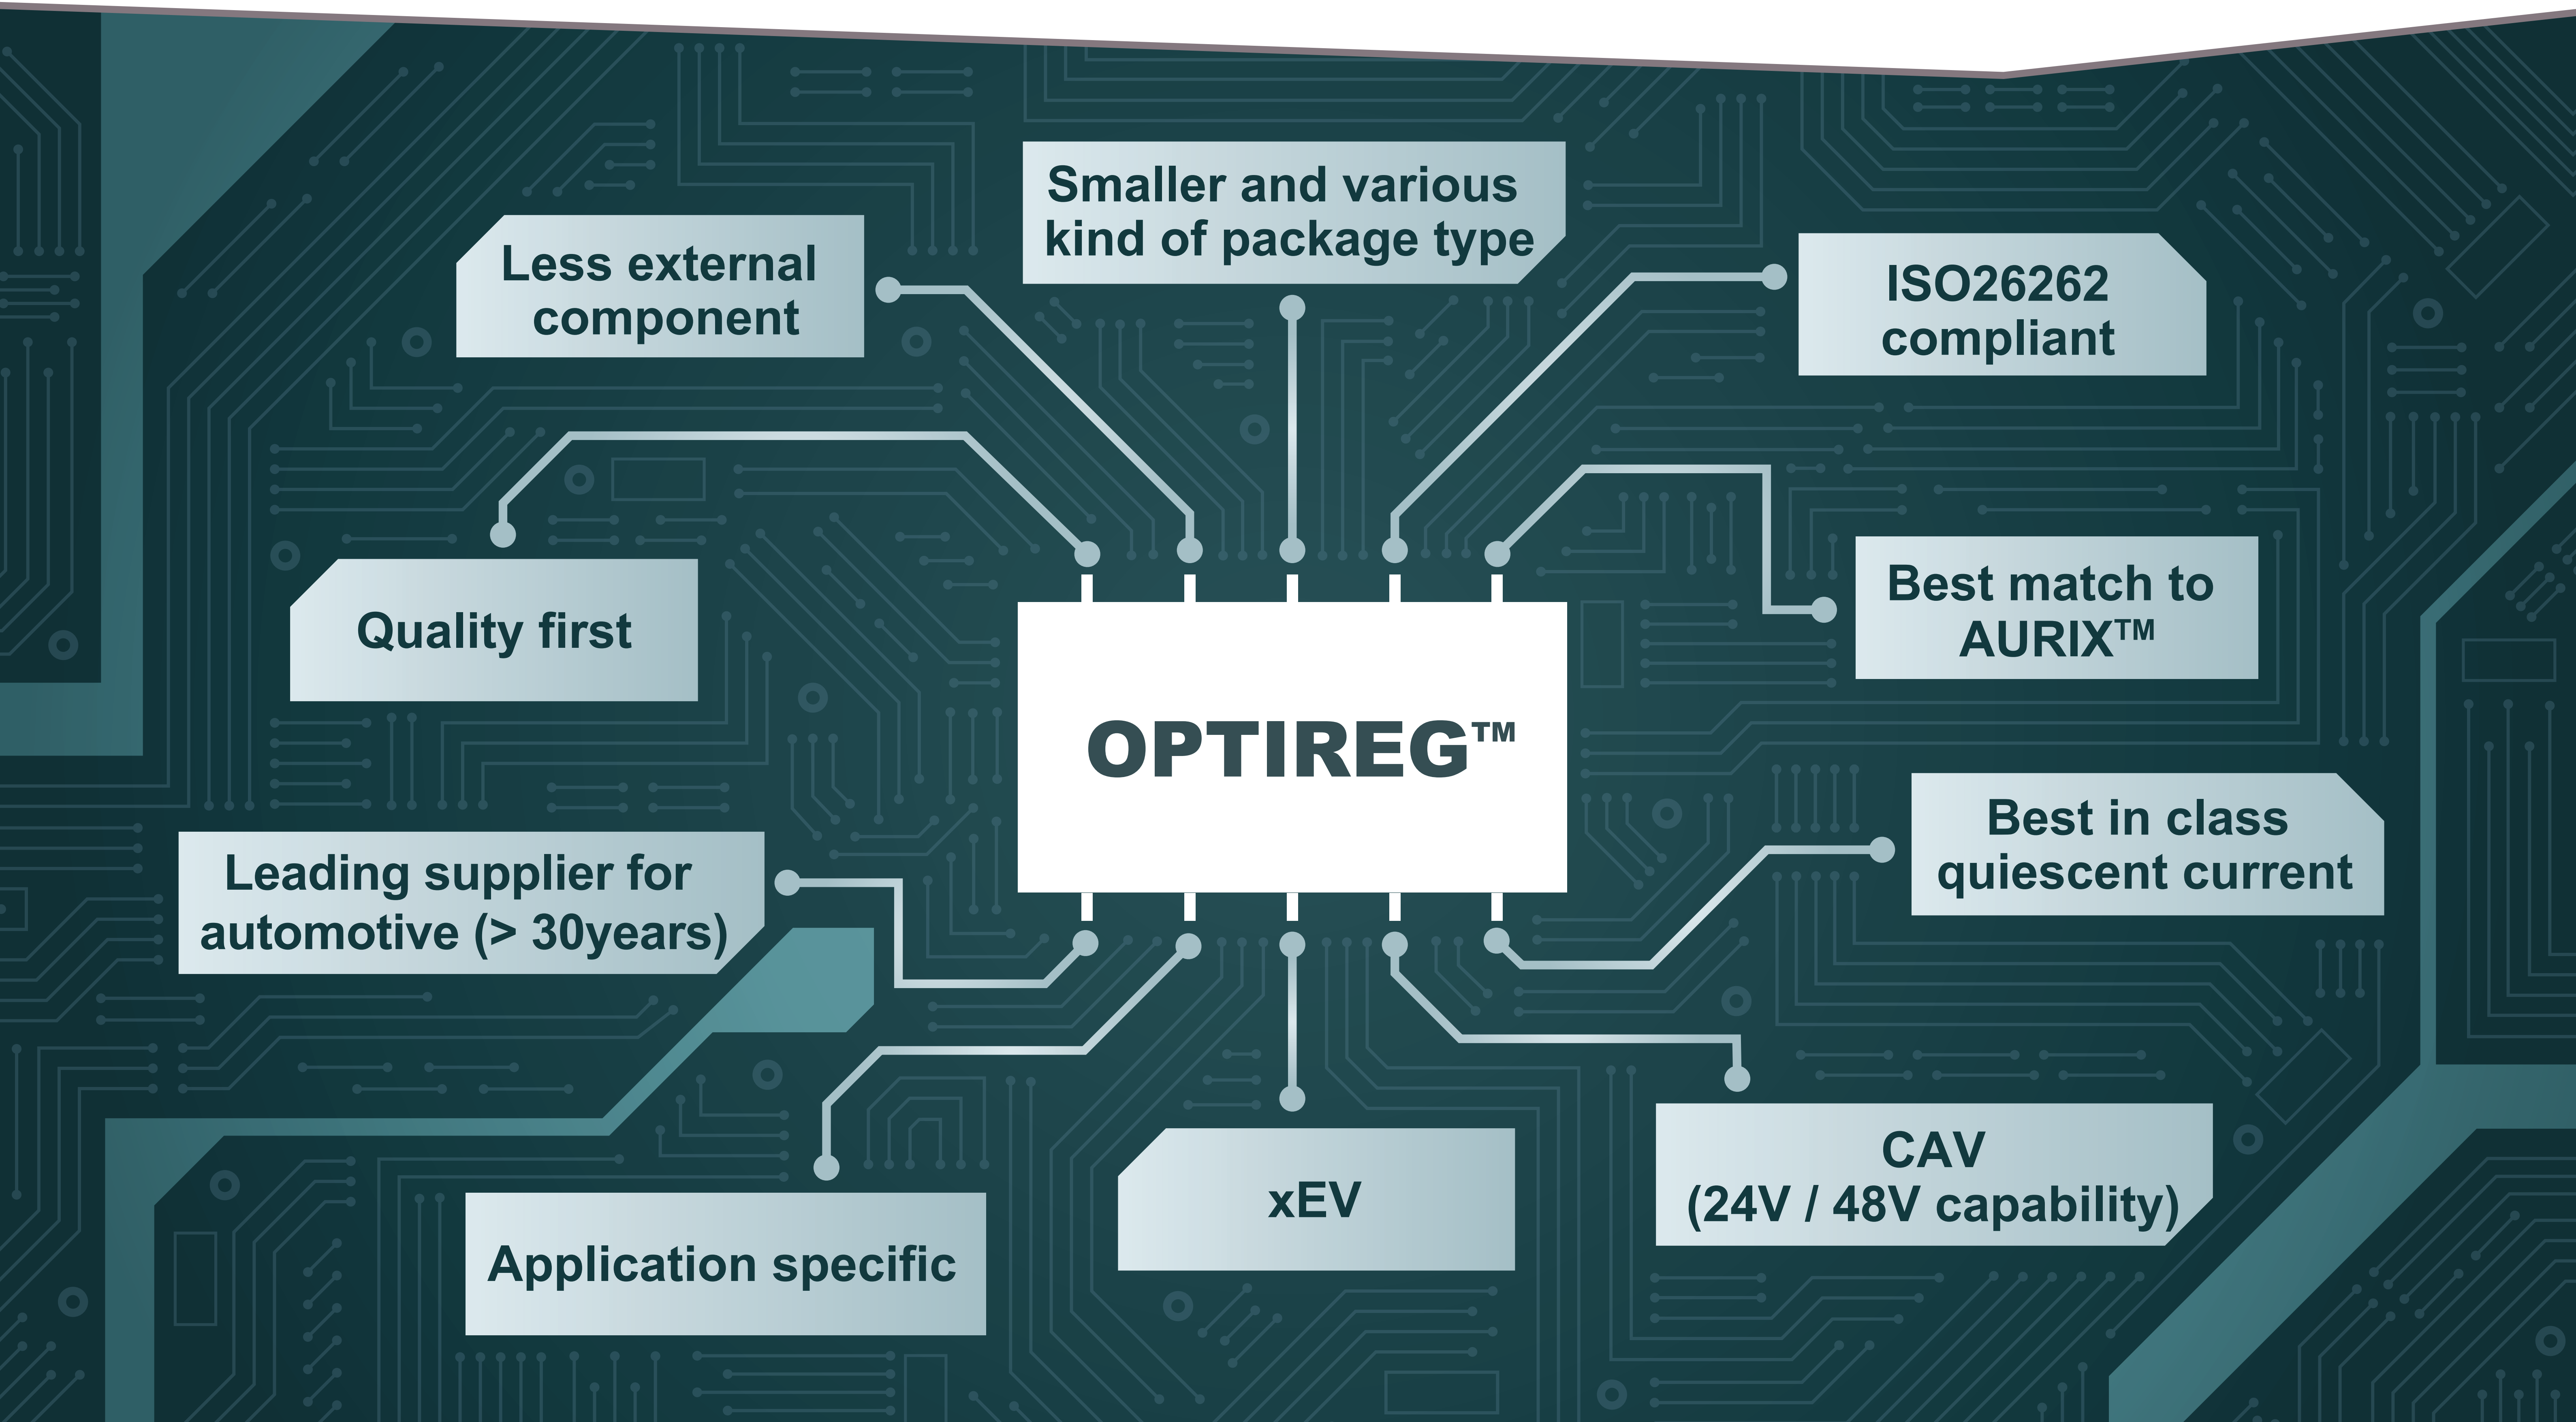 Smaller and various
kind of package type
Less external
component
ISO26262
compliant
Quality first
Best match to
AURIX™
OPTIREG™
Best in class
quiescent current
Leading supplier for
automotive (> 30years)
CAV
(24V / 48V capability)
xEV
Application specific